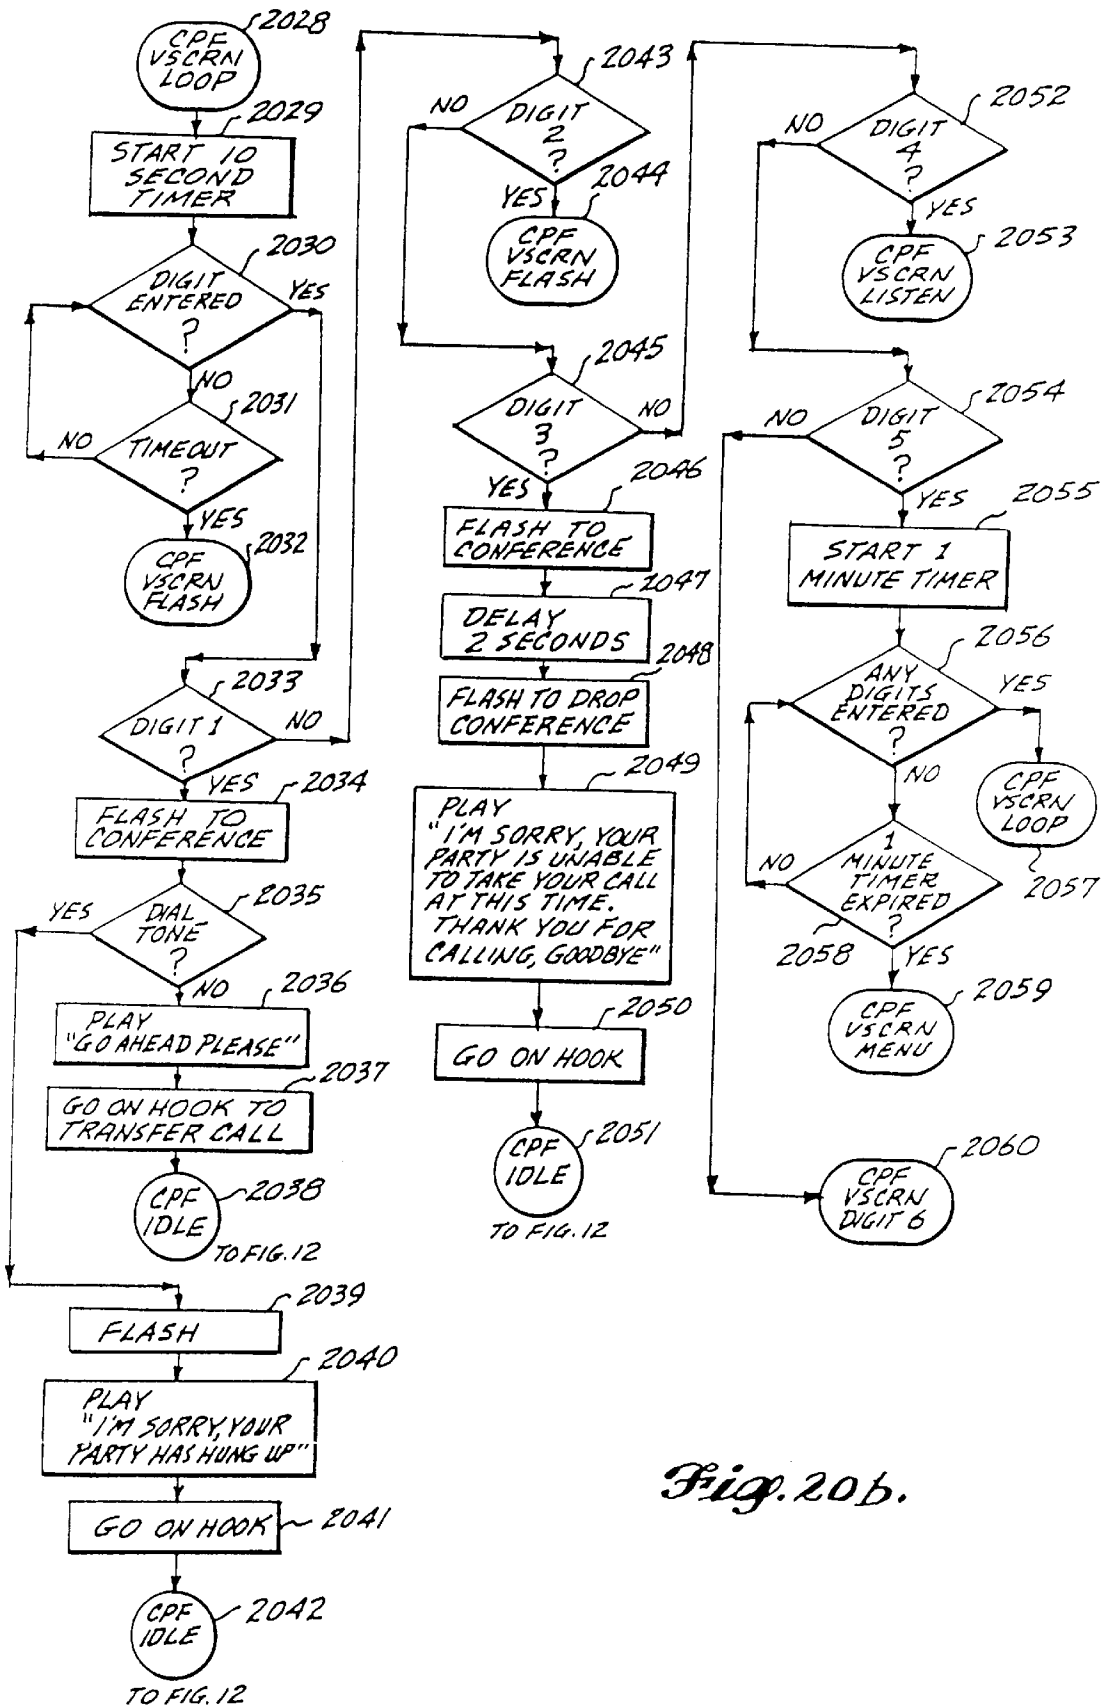 2028
CPF
VSCRN
LOOP
2029
START 10
SECOND
TIMER
2030
DIGIT
ENTERED
?
YES
NO
2031
TIMEOUT
?
NO
YES
2032
CPF
VSCRN
FLASH
2033
DIGIT 1
?
NO
YES
2034
FLASH TO
CONFERENCE
2035
DIAL
TONE
?
YES
NO
2036
PLAY
"GO AHEAD PLEASE"
2037
GO ON HOOK TO
TRANSFER CALL
2038
CPF
IDLE
TO FIG. 12
2039
FLASH
2040
PLAY
"I'M SORRY, YOUR
PARTY HAS HUNG UP"
2041
GO ON HOOK
2042
CPF
IDLE
TO FIG. 12
2043
DIGIT
2
?
NO
YES
2044
CPF
VSCRN
FLASH
2045
DIGIT
3
?
NO
YES
2046
FLASH TO
CONFERENCE
2047
DELAY
2 SECONDS
2048
FLASH TO DROP
CONFERENCE
2049
PLAY
"I'M SORRY, YOUR
PARTY IS UNABLE
TO TAKE YOUR CALL
AT THIS TIME.
THANK YOU FOR
CALLING, GOODBYE"
2050
GO ON HOOK
2051
CPF
IDLE
TO FIG. 12
2052
DIGIT
4
?
NO
YES
2053
CPF
VSCRN
LISTEN
2054
DIGIT
5
?
NO
YES
2055
START 1
MINUTE TIMER
2056
ANY
DIGITS
ENTERED
?
YES
NO
CPF
VSCRN
LOOP
2057
1
MINUTE
TIMER
EXPIRED
?
NO
2058
YES
2059
CPF
VSCRN
MENU
2060
CPF
VSCRN
DIGIT 6
Fig. 20b.